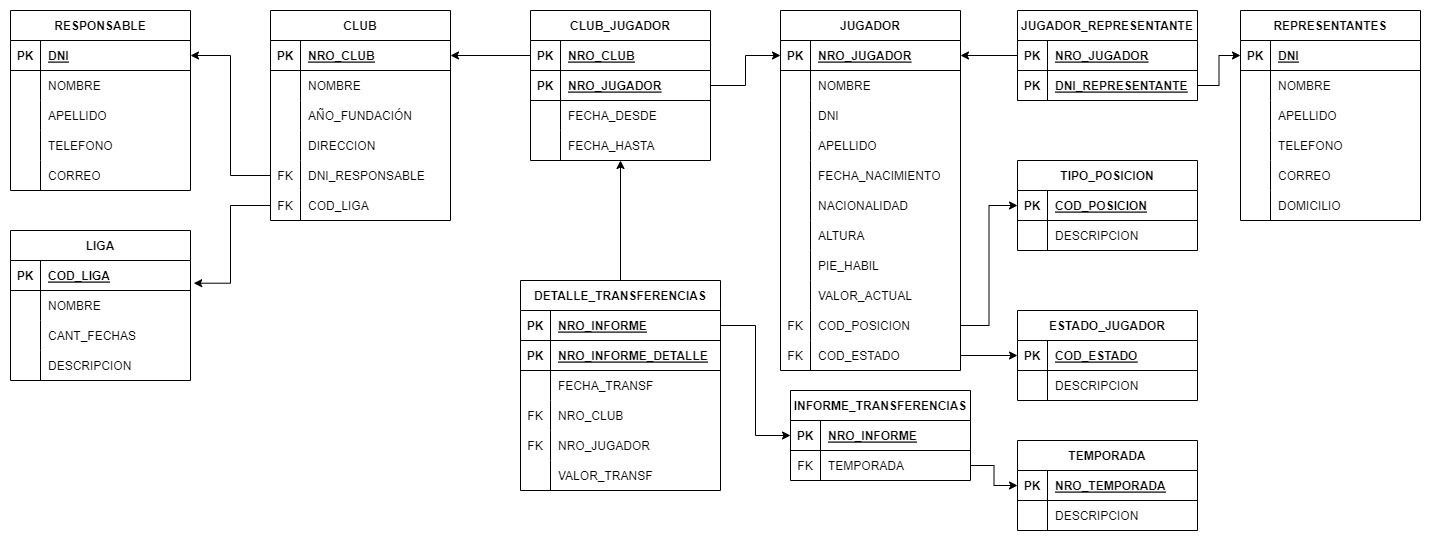 RESPONSABLE
PK DNI
NOMBRE
APELLIDO
TELEFONO
CORREO
CLUB
PK NRO_CLUB
NOMBRE
AÑO_FUNDACIÓN
DIRECCION
FK DNI_RESPONSABLE
FK COD_LIGA
CLUB_JUGADOR
PK NRO_CLUB
PK NRO_JUGADOR
FECHA_DESDE
FECHA_HASTA
JUGADOR
PK NRO_JUGADOR
NOMBRE
DNI
APELLIDO
FECHA_NACIMIENTO
NACIONALIDAD
ALTURA
PIE_HABIL
VALOR_ACTUAL
FK COD_POSICION
FK COD_ESTADO
JUGADOR_REPRESENTANTE
PK NRO_JUGADOR
PK DNI_REPRESENTANTE
REPRESENTANTES
PK DNI
NOMBRE
APELLIDO
TELEFONO
CORREO
DOMICILIO
TIPO_POSICION
PK COD_POSICION
DESCRIPCION
LIGA
PK COD_LIGA
NOMBRE
CANT_FECHAS
DESCRIPCION
DETALLE_TRANSFERENCIAS
PK NRO_INFORME
PK NRO_INFORME_DETALLE
FECHA_TRANSF
FK NRO_CLUB
FK NRO_JUGADOR
VALOR_TRANSF
ESTADO_JUGADOR
PK COD_ESTADO
DESCRIPCION
INFORME_TRANSFERENCIAS
PK NRO_INFORME
FK TEMPORADA
TEMPORADA
PK NRO_TEMPORADA
DESCRIPCION